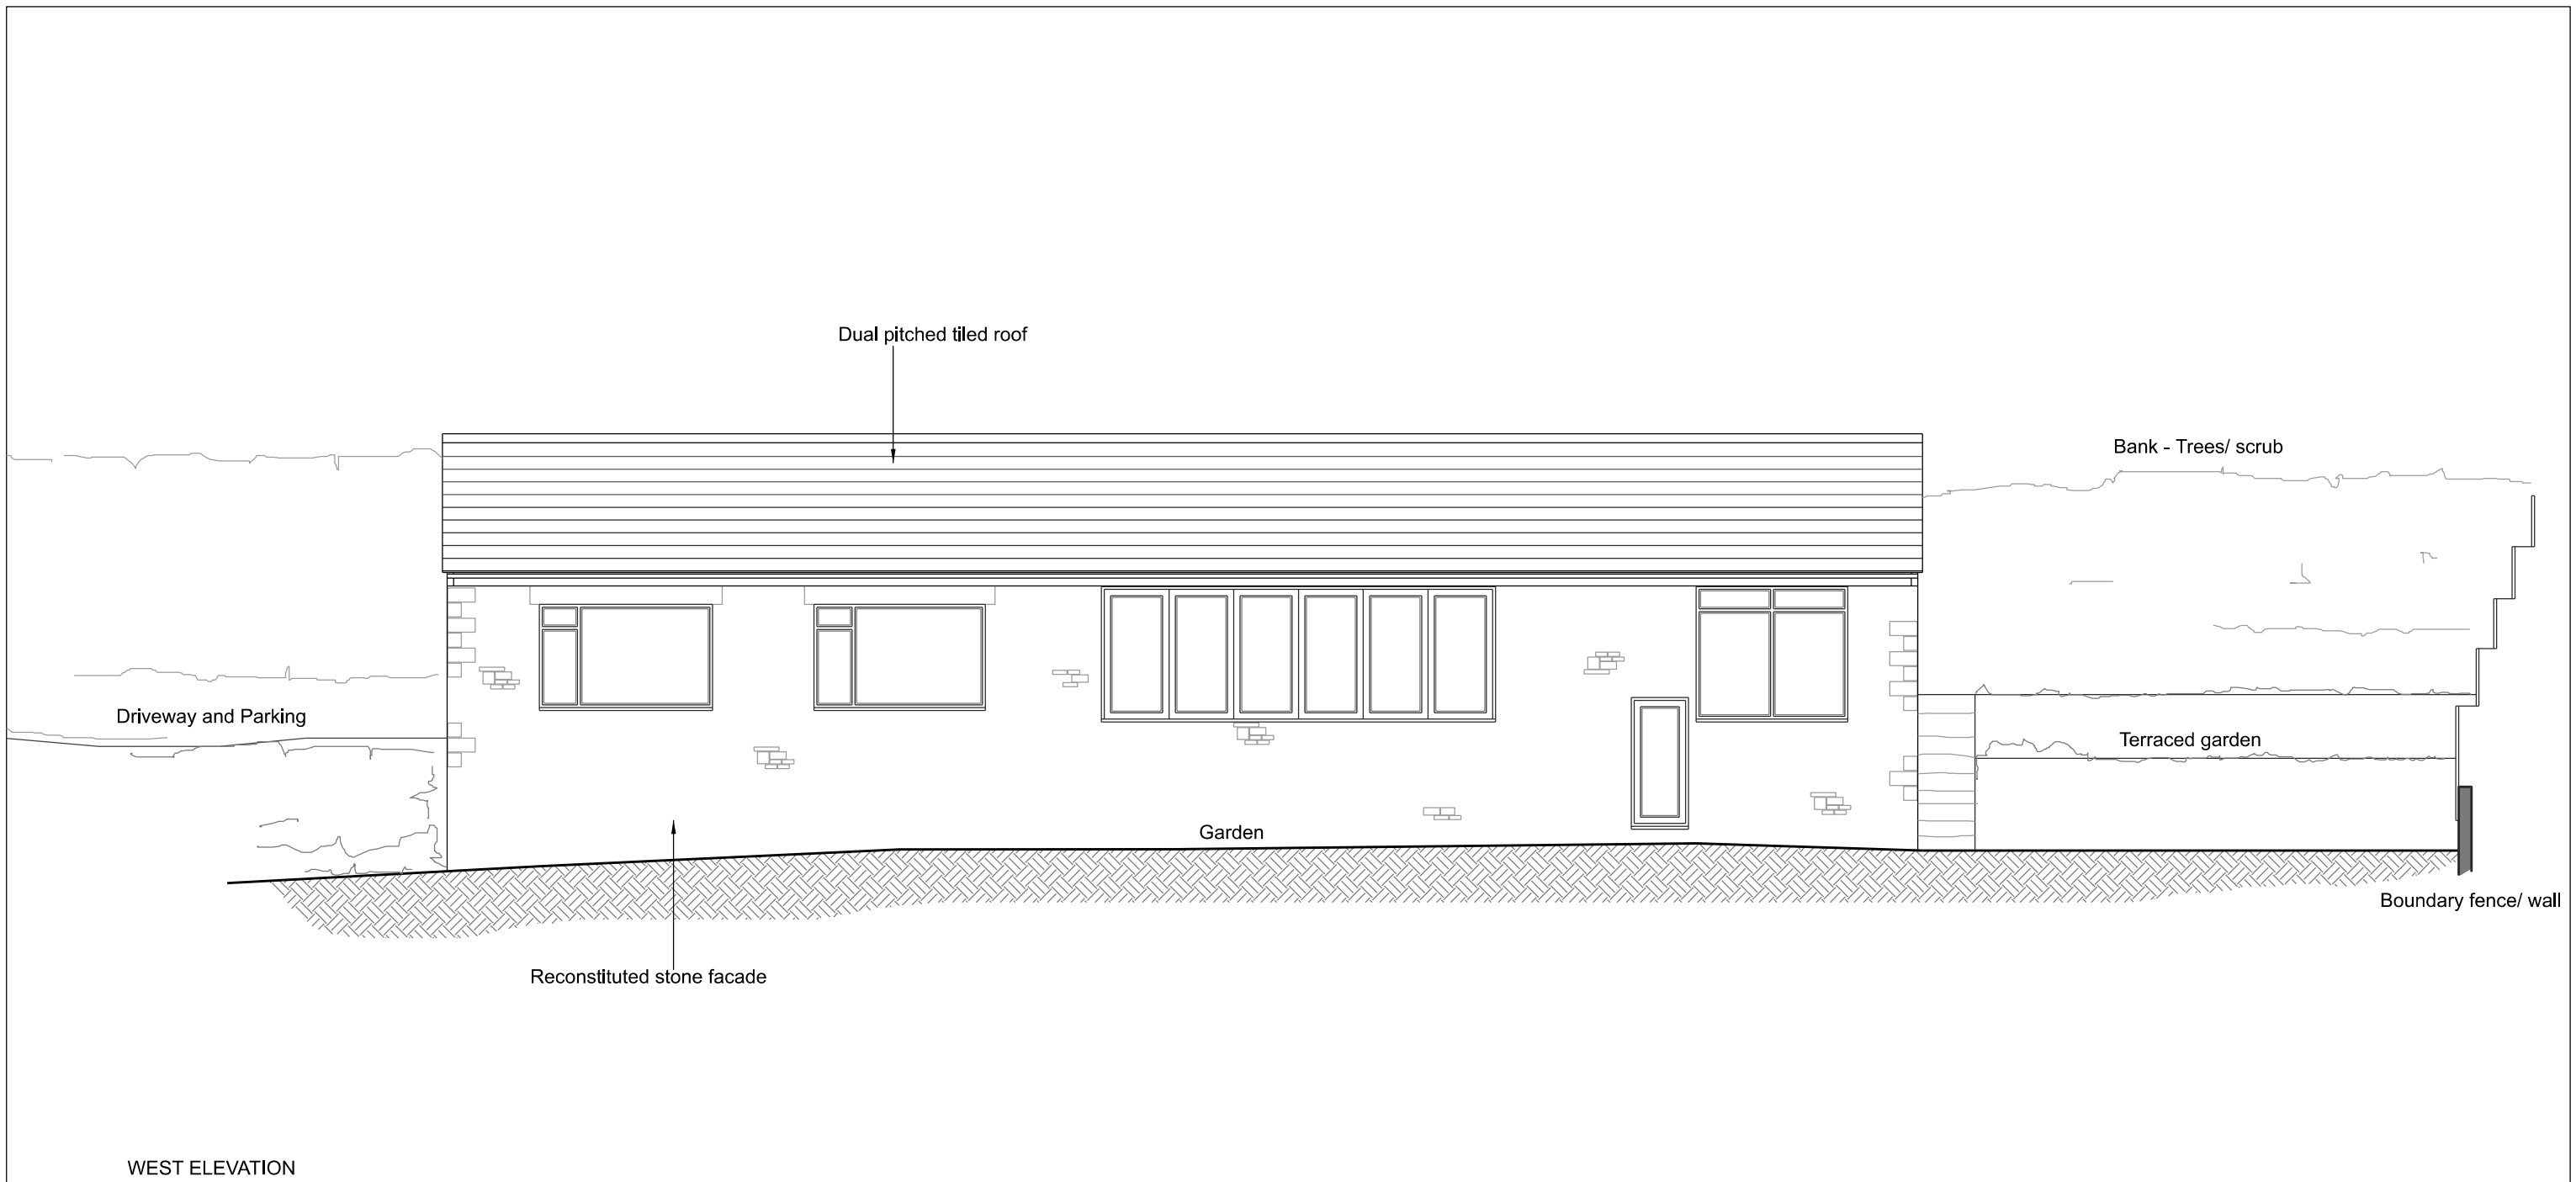 Dual pitched tiled roof
Bank - Trees/ scrub
Driveway and Parking
Terraced garden
Garden
Boundary fence/ wall
Reconstituted stone facade
WEST ELEVATION